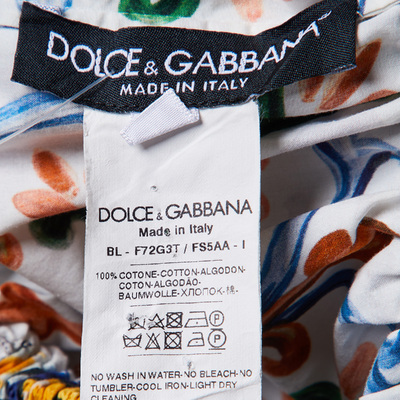 DOLCE & GABBANA
MADE IN ITALY
DOLCE & GABBANA
Made in Italy
BL - F72G3T / FS5AA - I
100% COTONE-COTTON-ALGODON-
COTON-ALGODÃO-
BAUMWOLLE-ХЛОПОК-棉-
NO WASH IN WATER-NO BLEACH-NO
TUMBLER-COOL IRON-LIGHT DRY
CLEANING